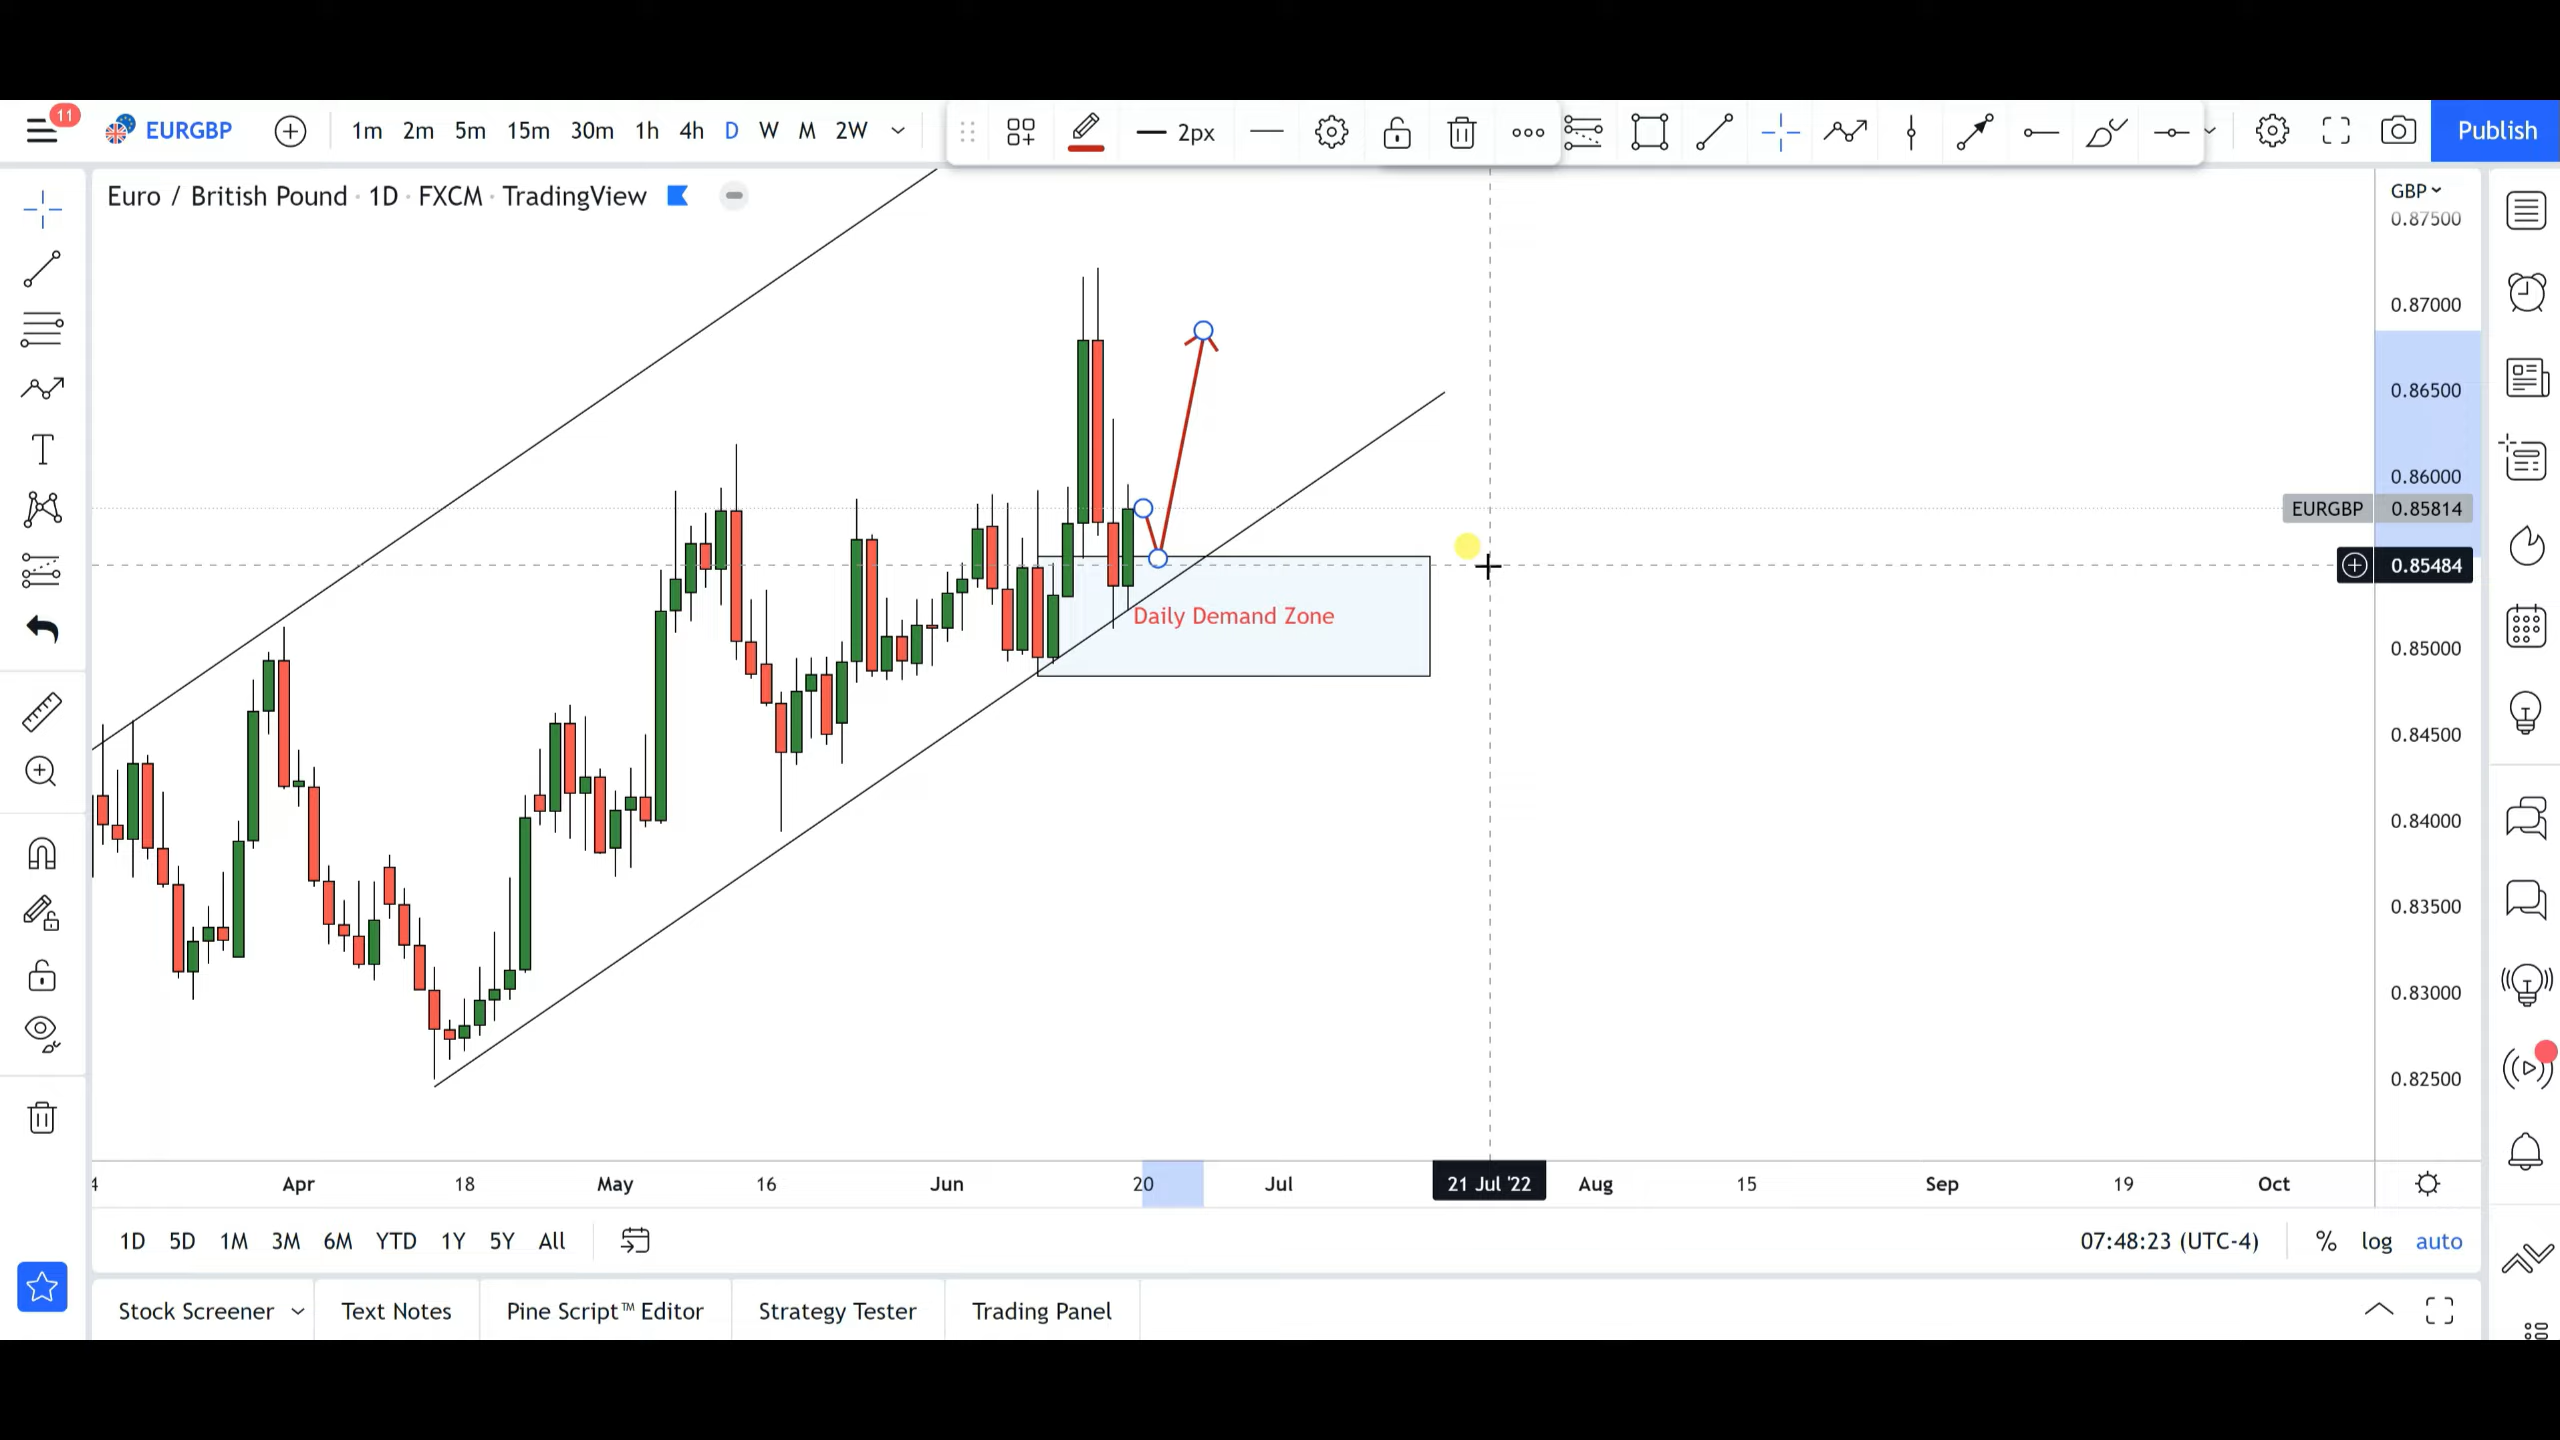 11
EURGBP
1m 2m 5m 15m 30m 1h 4h D W M 2W
2px
Publish
Euro / British Pound · 1D · FXCM · TradingView
GBP
0.87500
0.87000
0.86500
0.86000
EURGBP 0.85814
0.85484
Daily Demand Zone
0.85000
0.84500
0.84000
0.83500
0.83000
0.82500
4 Apr 18 May 16 Jun 20 Jul 21 Jul '22 Aug 15 Sep 19 Oct
1D 5D 1M 3M 6M YTD 1Y 5Y All
07:48:23 (UTC-4) % log auto
Stock Screener Text Notes Pine Script™ Editor Strategy Tester Trading Panel